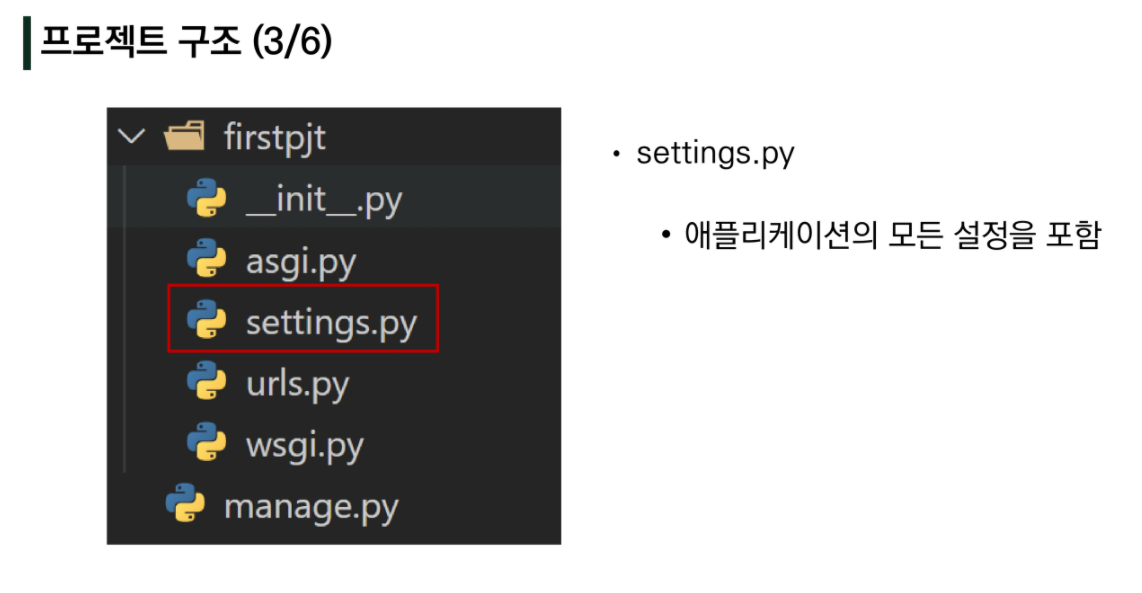 프로젝트 구조 (3/6)
firstpjt
__init__.py
asgi.py
settings.py
urls.py
wsgi.py
manage.py
• settings.py
• 애플리케이션의 모든 설정을 포함